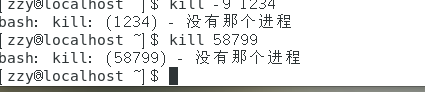 [zzy@localhost ~]$ kill -9 1234
bash: kill: (1234) - 没有那个进程
[zzy@localhost ~]$ kill 58799
bash: kill: (58799) - 没有那个进程
[zzy@localhost ~]$